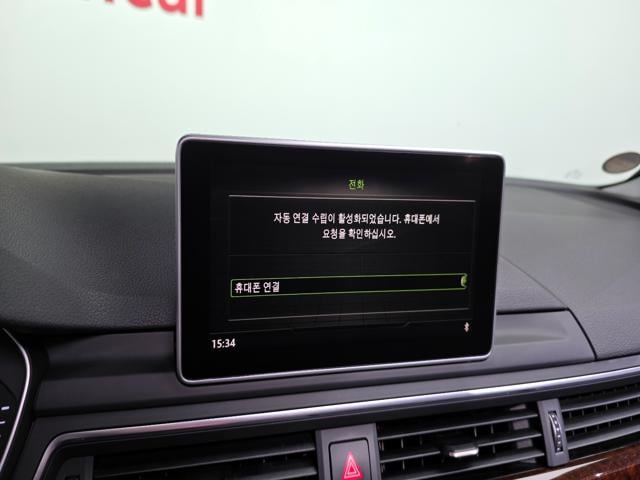 전화
자동 연결 수립이 활성화되었습니다. 휴대폰에서
요청을 확인하십시오.
휴대폰 연결
15:34